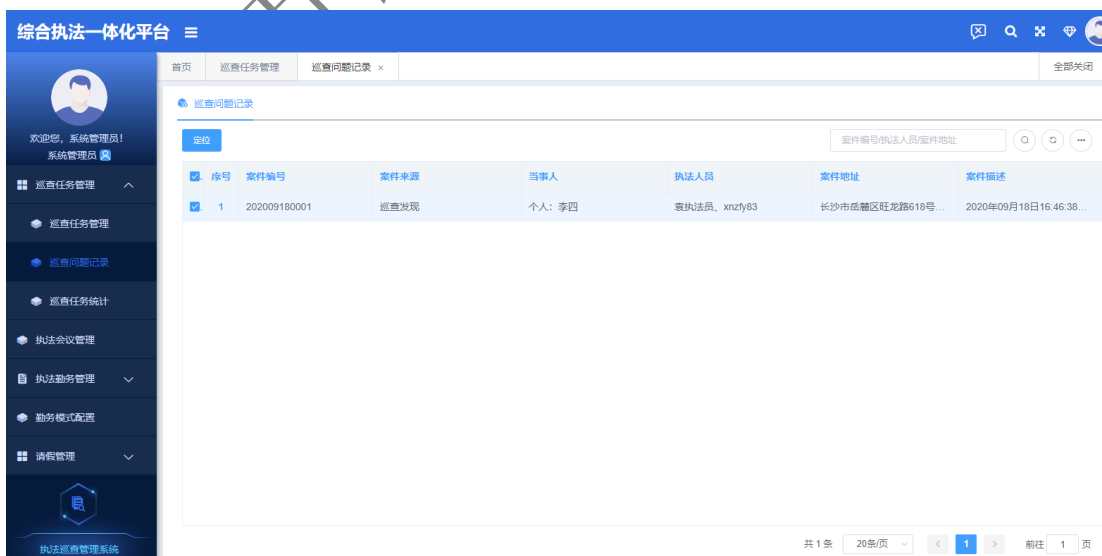 综合执法一体化平台
首页 巡查任务管理 巡查问题记录 × 全部关闭
欢迎您，系统管理员！
系统管理员
巡查任务管理
巡查任务管理
巡查问题记录
巡查任务统计
执法会议管理
执法勤务管理
勤务模式配置
请假管理
执法巡查管理系统
巡查问题记录
定位 案件编号/执法人员/案件地址
序号 案件编号 案件来源 当事人 执法人员 案件地址 案件描述
1 202009180001 巡查发现 个人：李四 袁执法员、xnzfy83 长沙市岳麓区旺龙路618号... 2020年09月18日16:46:38...
共 1 条 20条/页 < 1 > 前往 1 页